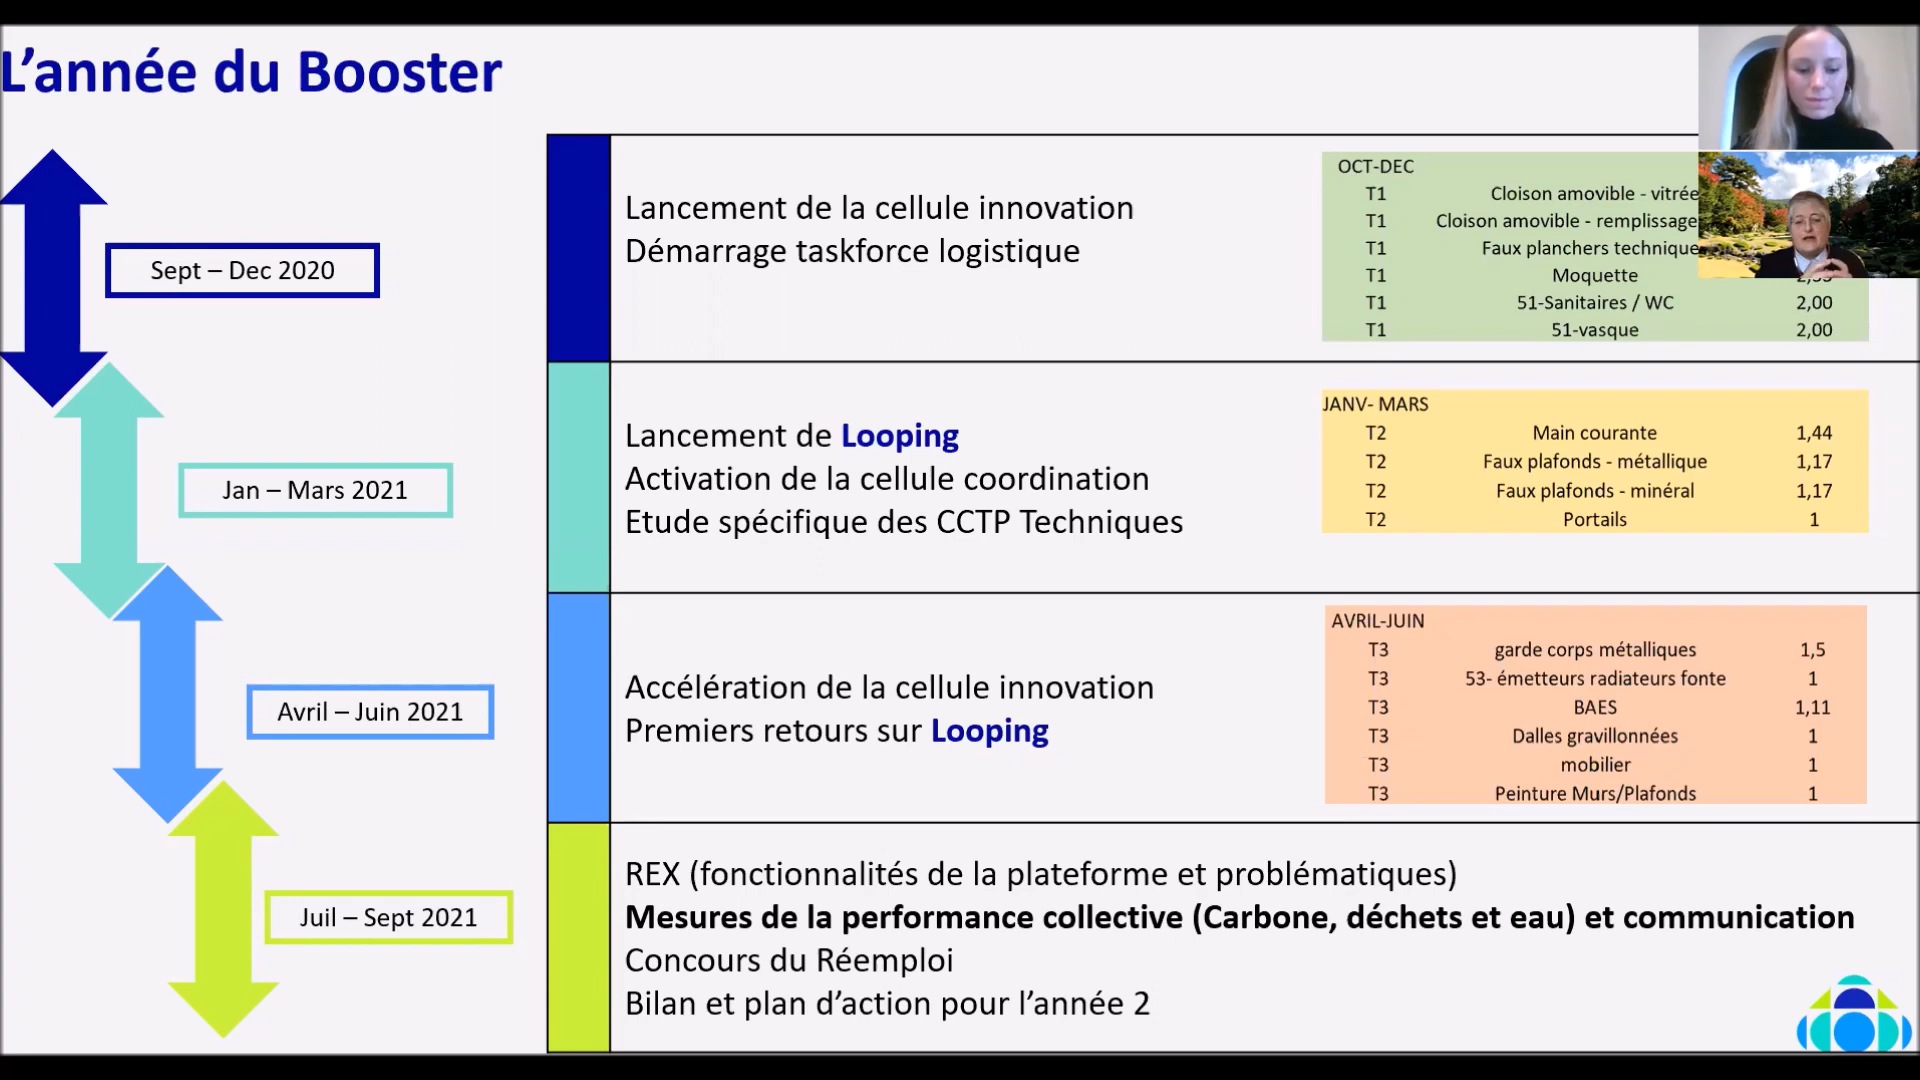 L'année du Booster
Sept – Dec 2020
Lancement de la cellule innovation
Démarrage taskforce logistique
OCT-DEC
T1 Cloison amovible - vitrée
T1 Cloison amovible - remplissage
T1 Faux planchers technique
T1 Moquette
T1 51-Sanitaires / WC 2,00
T1 51-vasque 2,00
Jan – Mars 2021
Lancement de Looping
Activation de la cellule coordination
Etude spécifique des CCTP Techniques
JANV- MARS
T2 Main courante 1,44
T2 Faux plafonds - métallique 1,17
T2 Faux plafonds - minéral 1,17
T2 Portails 1
Avril – Juin 2021
Accélération de la cellule innovation
Premiers retours sur Looping
AVRIL-JUIN
T3 garde corps métalliques 1,5
T3 53- émetteurs radiateurs fonte 1
T3 BAES 1,11
T3 Dalles gravillonnées 1
T3 mobilier 1
T3 Peinture Murs/Plafonds 1
Juil – Sept 2021
REX (fonctionnalités de la plateforme et problématiques)
Mesures de la performance collective (Carbone, déchets et eau) et communication
Concours du Réemploi
Bilan et plan d'action pour l'année 2